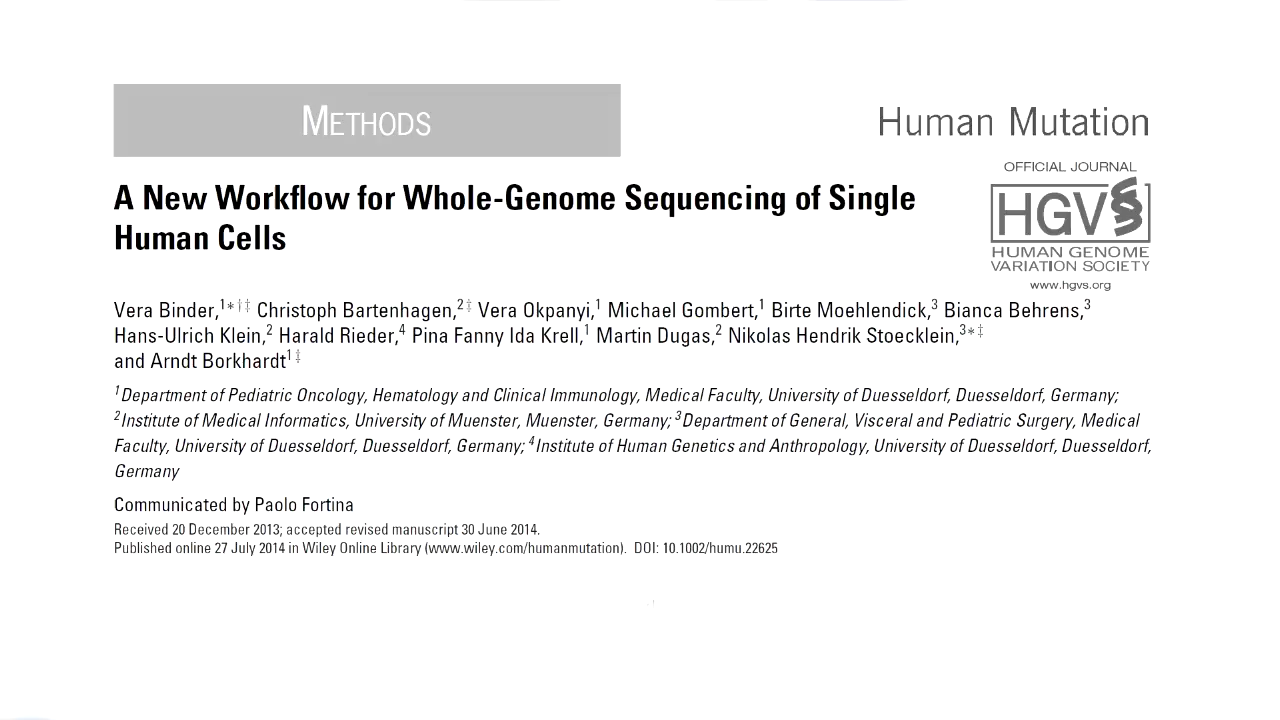 METHODS
Human Mutation
OFFICIAL JOURNAL
HGVS
HUMAN GENOME
VARIATION SOCIETY
www.hgvs.org
A New Workflow for Whole-Genome Sequencing of Single
Human Cells
Vera Binder,1*†‡ Christoph Bartenhagen,2‡ Vera Okpanyi,1 Michael Gombert,1 Birte Moehlendick,3 Bianca Behrens,3
Hans-Ulrich Klein,2 Harald Rieder,4 Pina Fanny Ida Krell,1 Martin Dugas,2 Nikolas Hendrik Stoecklein,3*‡
and Arndt Borkhardt1‡
1Department of Pediatric Oncology, Hematology and Clinical Immunology, Medical Faculty, University of Duesseldorf, Duesseldorf, Germany;
2Institute of Medical Informatics, University of Muenster, Muenster, Germany; 3Department of General, Visceral and Pediatric Surgery, Medical
Faculty, University of Duesseldorf, Duesseldorf, Germany; 4Institute of Human Genetics and Anthropology, University of Duesseldorf, Duesseldorf,
Germany
Communicated by Paolo Fortina
Received 20 December 2013; accepted revised manuscript 30 June 2014.
Published online 27 July 2014 in Wiley Online Library (www.wiley.com/humanmutation). DOI: 10.1002/humu.22625